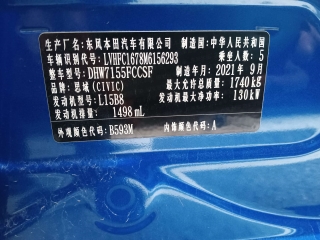 生产厂名: 东风本田汽车有限公司 制造国: 中华人民共和国
车辆识别代号: LVHFC1678M6156293 乘坐人数: 5
整车型号: DHW7155FCCSF 制造年月: 2021年9月
品牌: 思域(CIVIC) 最大允许总质量: 1740kg
发动机型号: L15B8 发动机最大净功率: 130kW
发动机排量: 1498mL
外观颜色代号: B593M 内饰颜色代号: A